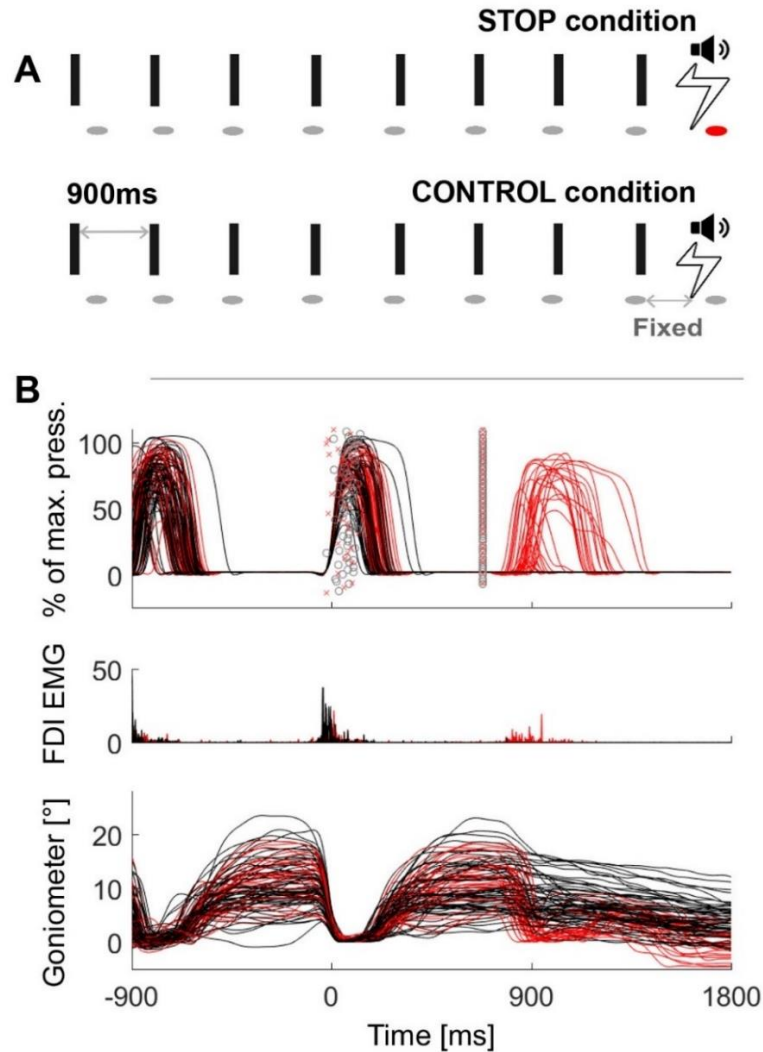 STOP condition
A
900ms
CONTROL condition
Fixed
B
% of max. press.
100
50
0
FDI EMG
50
0
Goniometer [°]
20
10
0
-900
0
900
1800
Time [ms]